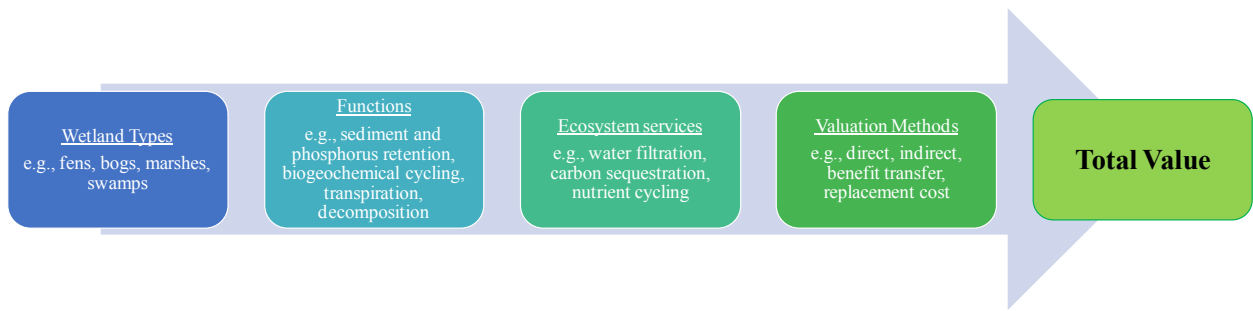 Wetland Types
e.g., fens, bogs, marshes,
swamps
Functions
e.g., sediment and
phosphorus retention,
biogeochemical cycling,
transpiration,
decomposition
Ecosystem services
e.g., water filtration,
carbon sequestration,
nutrient cycling
Valuation Methods
e.g., direct, indirect,
benefit transfer,
replacement cost
Total Value